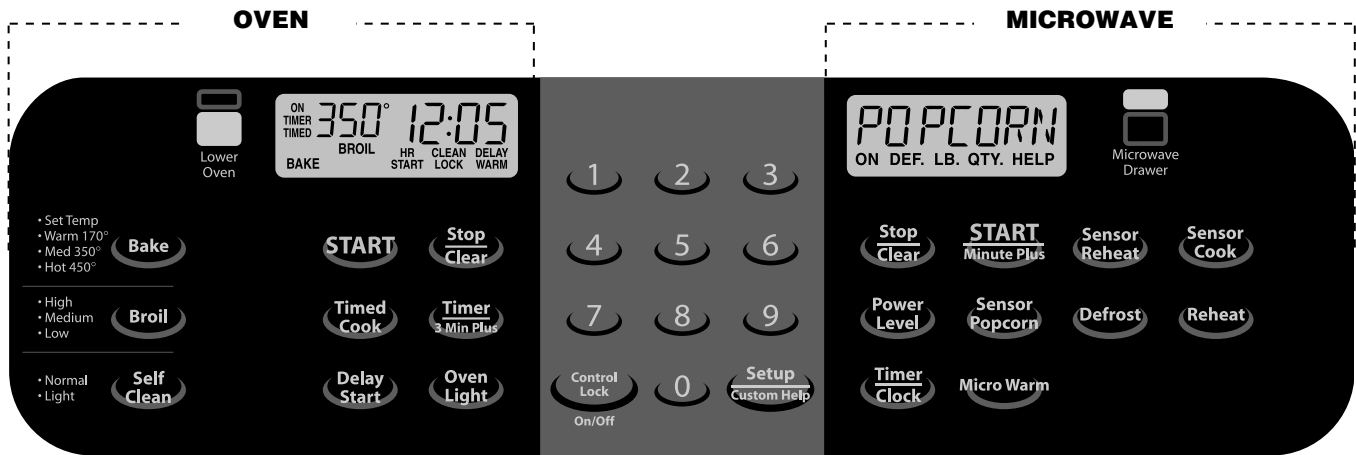 OVEN
MICROWAVE
ON
TIMER
TIMED
350°
12:05
BROIL
BAKE
HR
START
CLEAN
LOCK
DELAY
WARM
Lower
Oven
POPCORN
ON DEF. LB. QTY. HELP
Microwave
Drawer
• Set Temp
• Warm 170°
• Med 350°
• Hot 450°
Bake
START
Stop
Clear
• High
• Medium
• Low
Broil
Timed
Cook
Timer
3 Min Plus
• Normal
• Light
Self
Clean
Delay
Start
Oven
Light
1 2 3
4 5 6
7 8 9
Control
Lock
On/Off
0
Setup
Custom Help
Stop
Clear
START
Minute Plus
Sensor
Reheat
Sensor
Cook
Power
Level
Sensor
Popcorn
Defrost
Reheat
Timer
Clock
Micro Warm